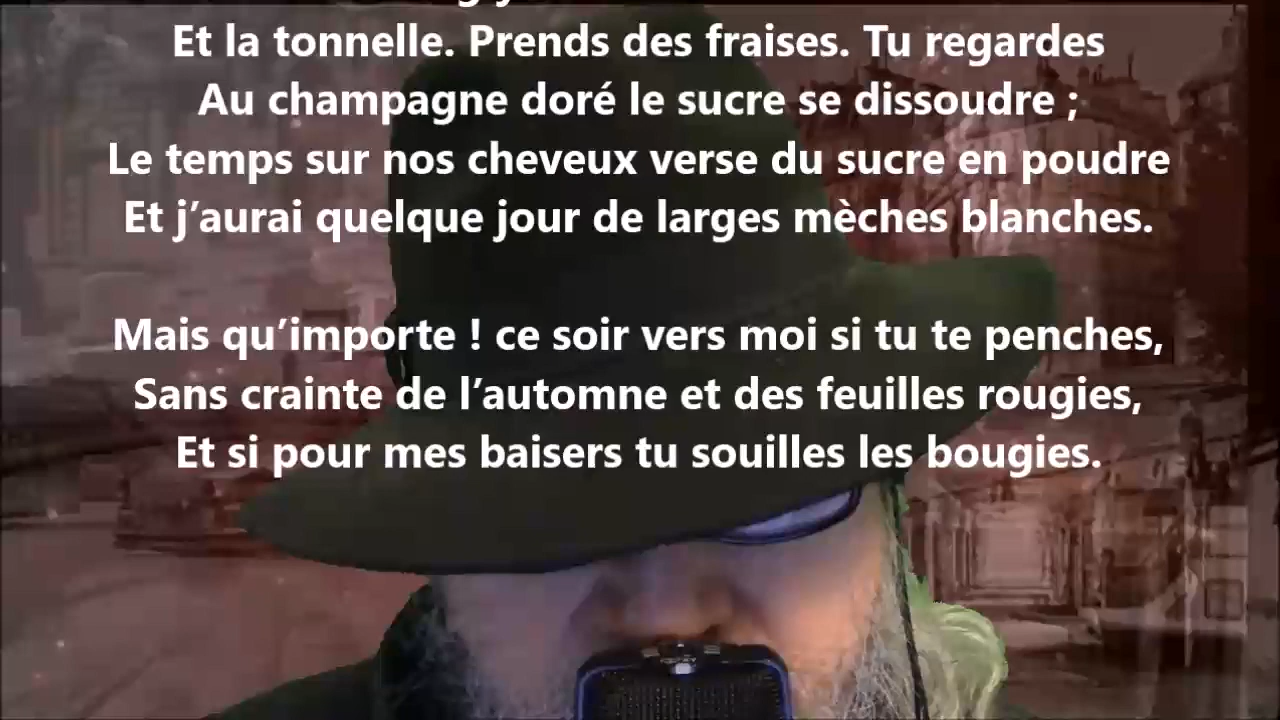 Et la tonnelle. Prends des fraises. Tu regardes
Au champagne doré le sucre se dissoudre ;
Le temps sur nos cheveux verse du sucre en poudre
Et j’aurai quelque jour de larges mèches blanches.
Mais qu’importe ! ce soir vers moi si tu te penches,
Sans crainte de l’automne et des feuilles rougies,
Et si pour mes baisers tu souilles les bougies.